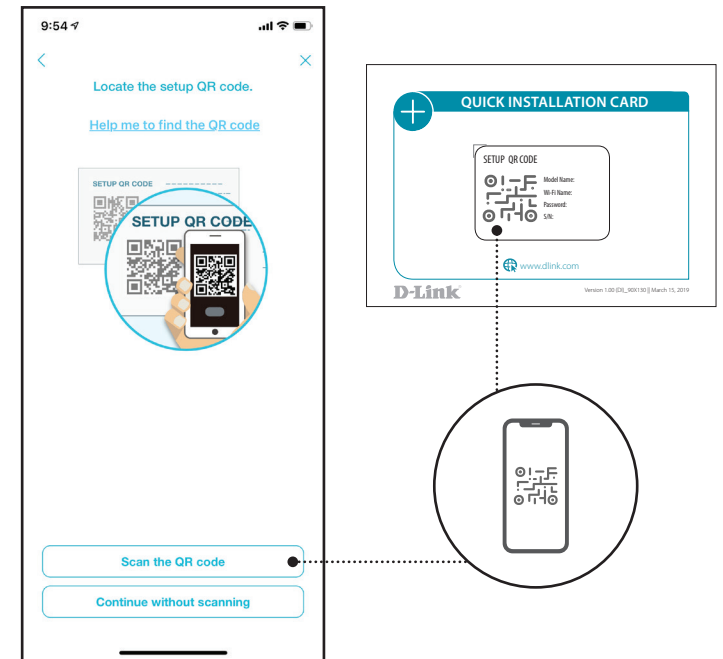 9:54
Locate the setup QR code.
Help me to find the QR code
SETUP QR CODE
SETUP QR CODE
Scan the QR code
Continue without scanning
QUICK INSTALLATION CARD
SETUP QR CODE
Model Name:
Wi-Fi Name:
Password:
S/N:
www.dlink.com
D-Link
Version 1.00 (DI)_90X130 || March 15, 2019